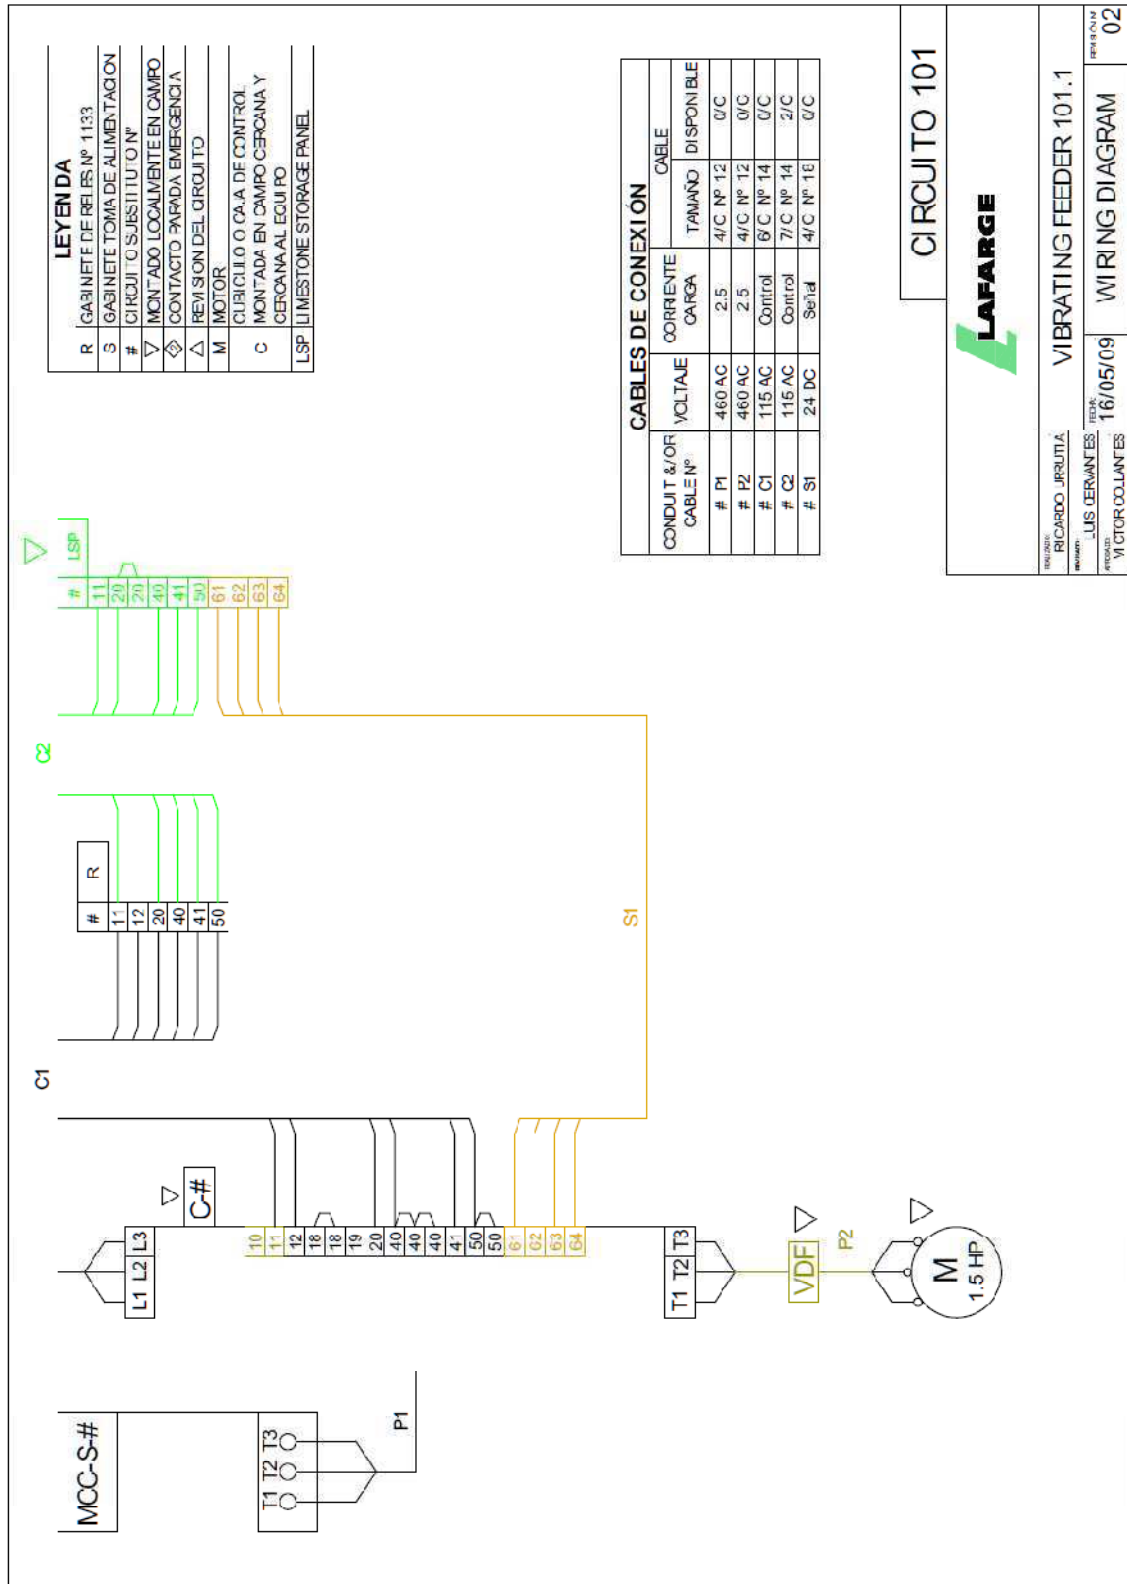 MCC-S-#
T1 T2 T3
P1
L1 L2 L3
C-#
10
11
12
18
18
19
20
40
40
40
41
50
50
61
62
63
64
T1 T2 T3
VDF
P2
M
1.5 HP
C1
# R
11
12
20
40
41
50
C2
S1
# LSP
11
20
20
40
41
50
61
62
63
64
LEYENDA
R GABINETE DE RELES Nº 1133
S GABINETE TOMA DE ALIMENTACION
# CIRCUITO SUBSTITUTO Nº
MONTADO LOCALMENTE EN CAMPO
CONTACTO PARADA EMERGENCIA
REVISION DEL CIRCUITO
M MOTOR
C CUBICULO O CAJA DE CONTROL
MONTADA EN CAMPO CERCANA Y
CERCANA AL EQUIPO
LSP LIMESTONE STORAGE PANEL
CABLES DE CONEXIÓN
CONDUIT &/OR CABLE Nº VOLTAJE CORRIENTE CARGA CABLE
TAMAÑO DISPONIBLE
# P1 460 AC 2.5 4/C Nº 12 0/C
# P2 460 AC 2.5 4/C Nº 12 0/C
# C1 115 AC Control 6/C Nº 14 0/C
# C2 115 AC Control 7/C Nº 14 2/C
# S1 24 DC Señal 4/C Nº 18 0/C
CIRCUITO 101
LAFARGE
RICARDO URRUTIA
VIBRATING FEEDER 101.1
LUIS CERVANTES
VICTOR COLLANTES
FECHA:
16/05/09
WIRING DIAGRAM
REVISION Nº
02